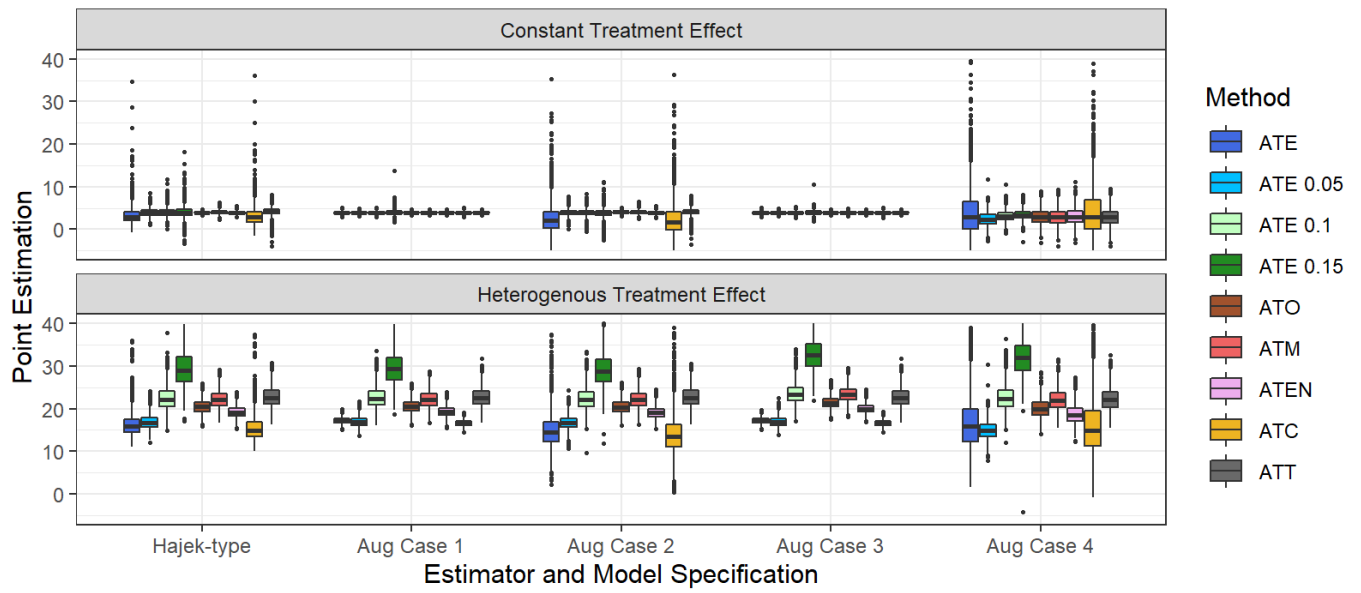 Constant Treatment Effect
40
30
20
10
0
Heterogenous Treatment Effect
40
30
20
10
0
Point Estimation
Hajek-type
Aug Case 1
Aug Case 2
Aug Case 3
Aug Case 4
Estimator and Model Specification
Method
ATE
ATE 0.05
ATE 0.1
ATE 0.15
ATO
ATM
ATEN
ATC
ATT